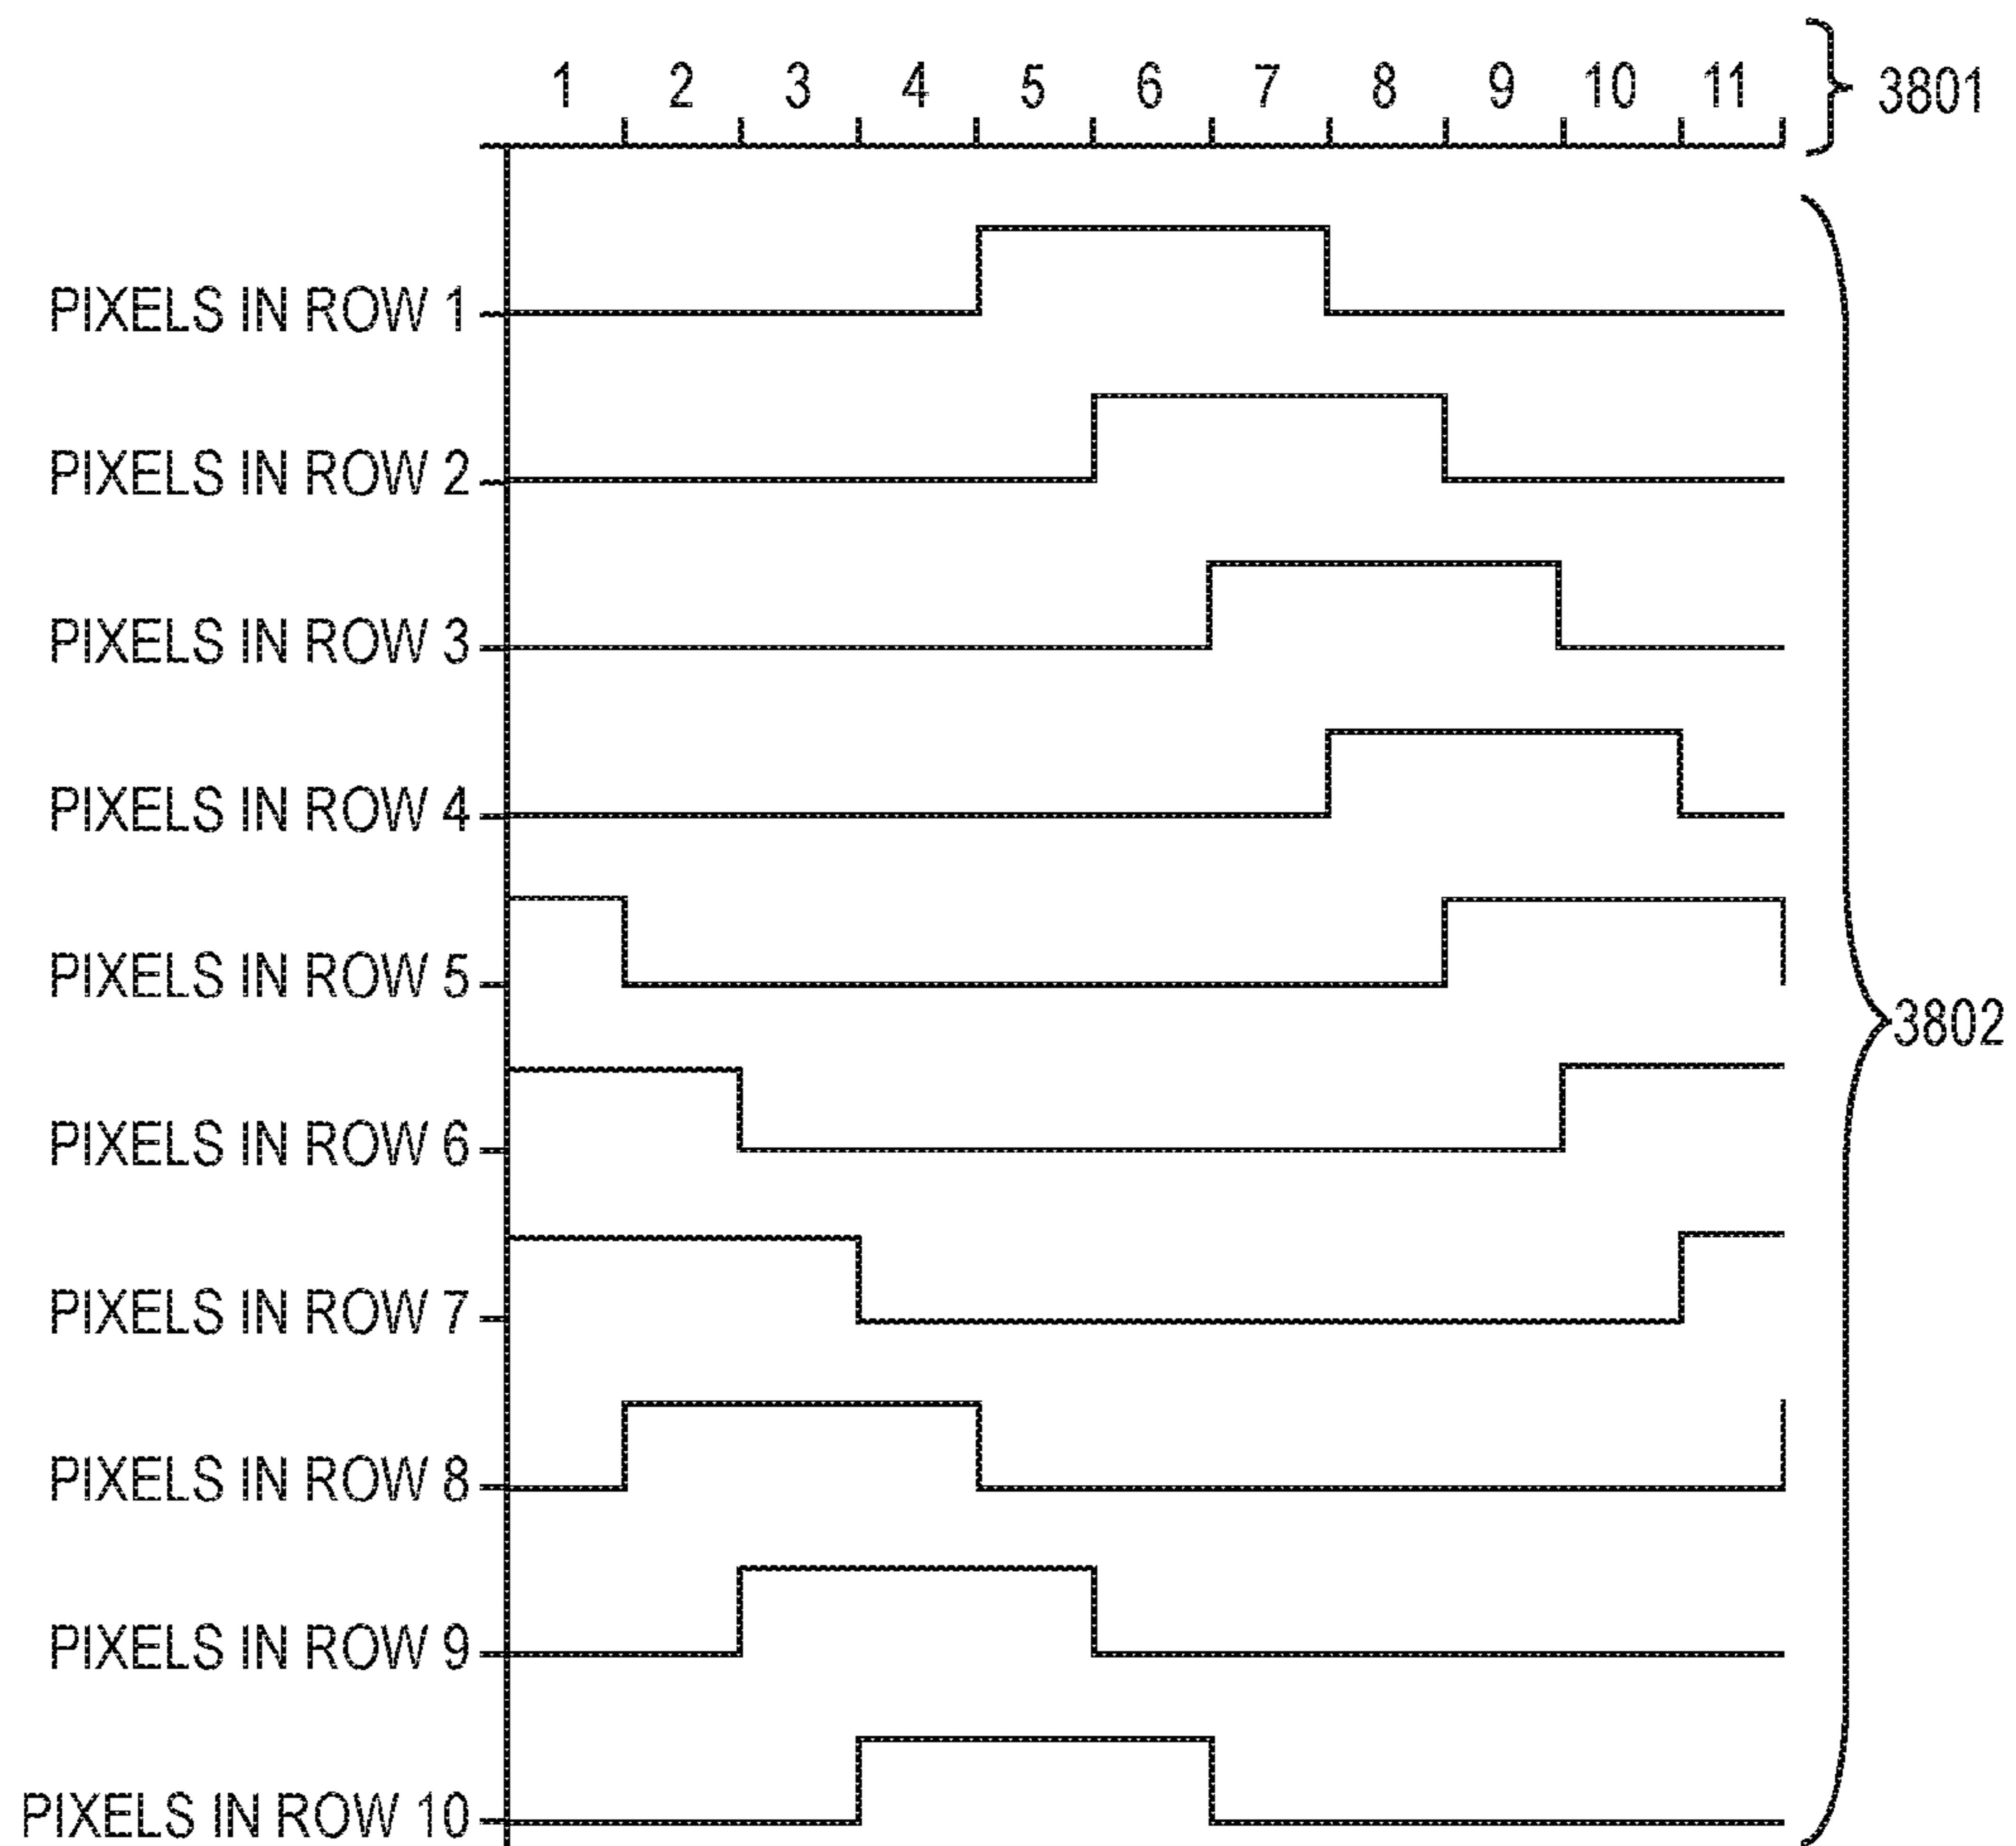 1 2 3 4 5 6 7 8 9 10 11
3801
PIXELS IN ROW 1
PIXELS IN ROW 2
PIXELS IN ROW 3
PIXELS IN ROW 4
PIXELS IN ROW 5
PIXELS IN ROW 6
PIXELS IN ROW 7
PIXELS IN ROW 8
PIXELS IN ROW 9
PIXELS IN ROW 10
3802